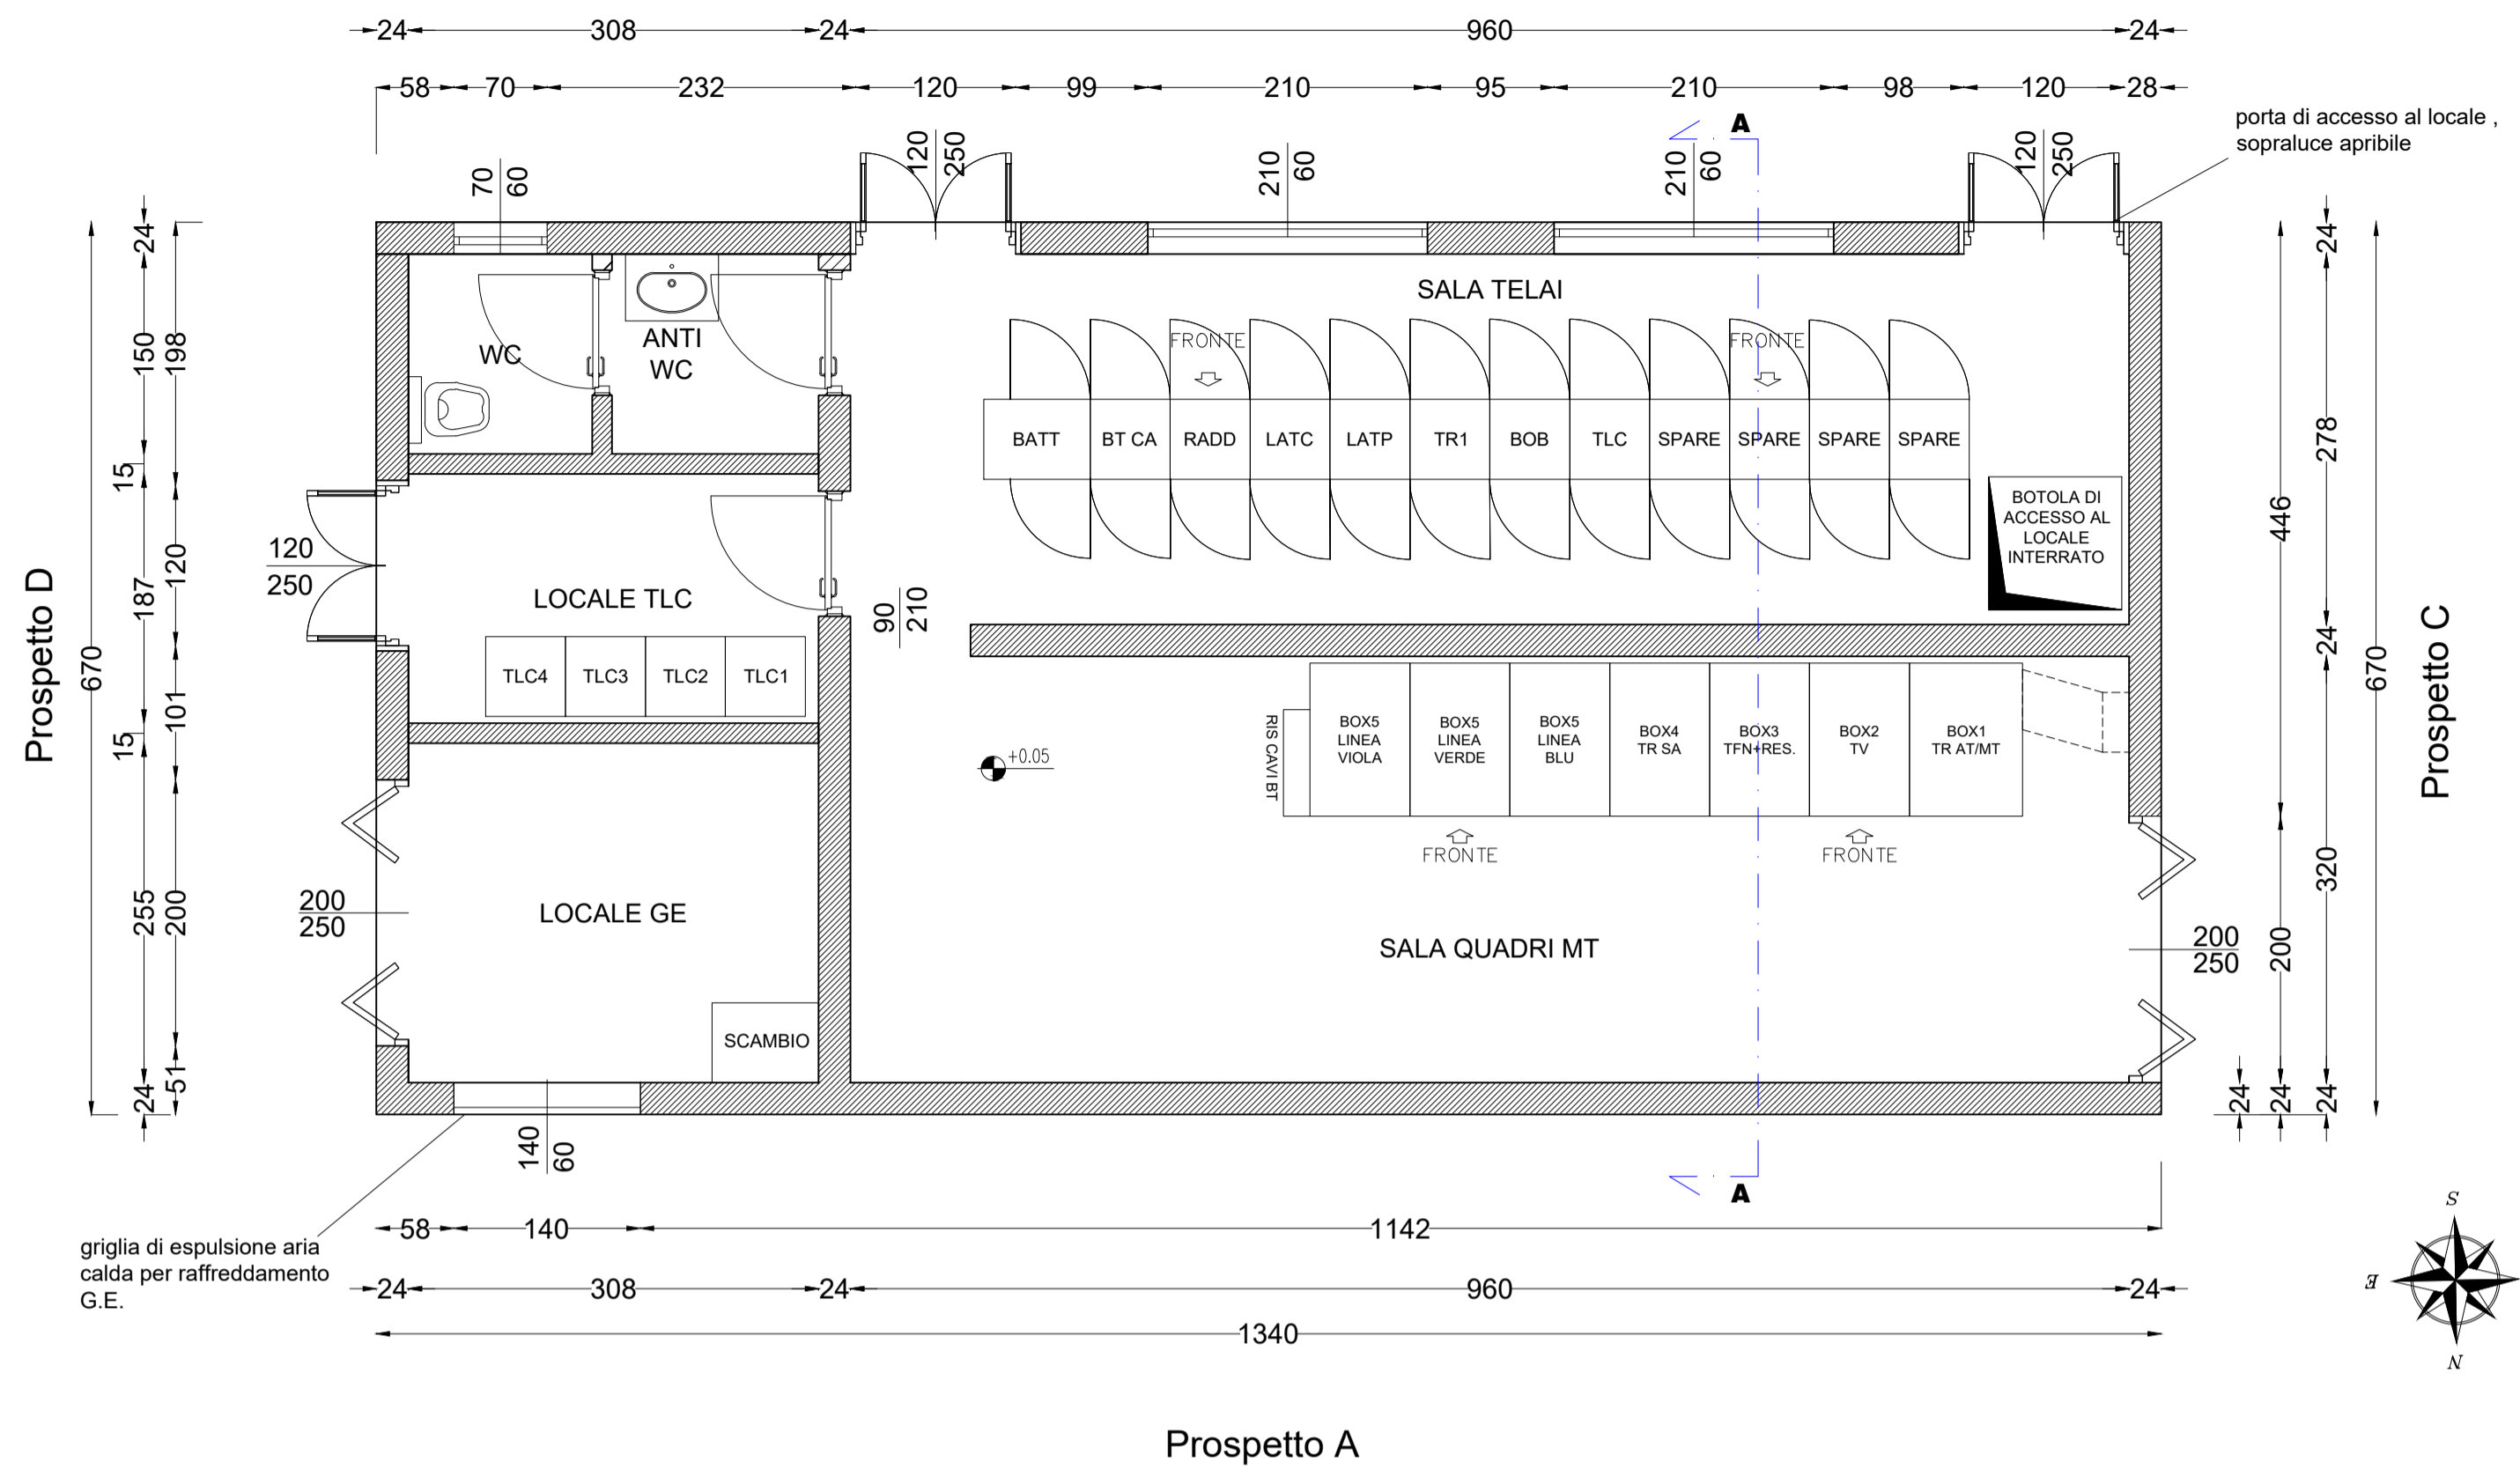 24 308 24 960 24
58 70 232 120 99 210 95 210 98 120 28
porta di accesso al locale ,
sopraluce apribile
A
70
60
120
250
210
60
210
60
120
250
SALA TELAI
WC
ANTI
WC
FRONTE
FRONTE
BATT BT CA RADD LATC LATP TR1 BOB TLC SPARE SPARE SPARE SPARE
BOTOLA DI
ACCESSO AL
LOCALE
INTERRATO
120
250
LOCALE TLC
90
210
TLC4 TLC3 TLC2 TLC1
Prospetto D
670
24
150
15
187
15
255
24
198
120
101
200
51
Prospetto C
670
24
278
24
320
24
446
200
24
24
RIS CAVI BT
BOX5
LINEA
VIOLA
BOX5
LINEA
VERDE
BOX5
LINEA
BLU
BOX4
TR SA
BOX3
TFN+RES.
BOX2
TV
BOX1
TR AT/MT
+0.05
FRONTE
FRONTE
200
250
LOCALE GE
SALA QUADRI MT
200
250
SCAMBIO
140
60
A
58 140 1142
griglia di espulsione aria
calda per raffreddamento
G.E.
24 308 24 960 24
1340
S
E
N
Prospetto A